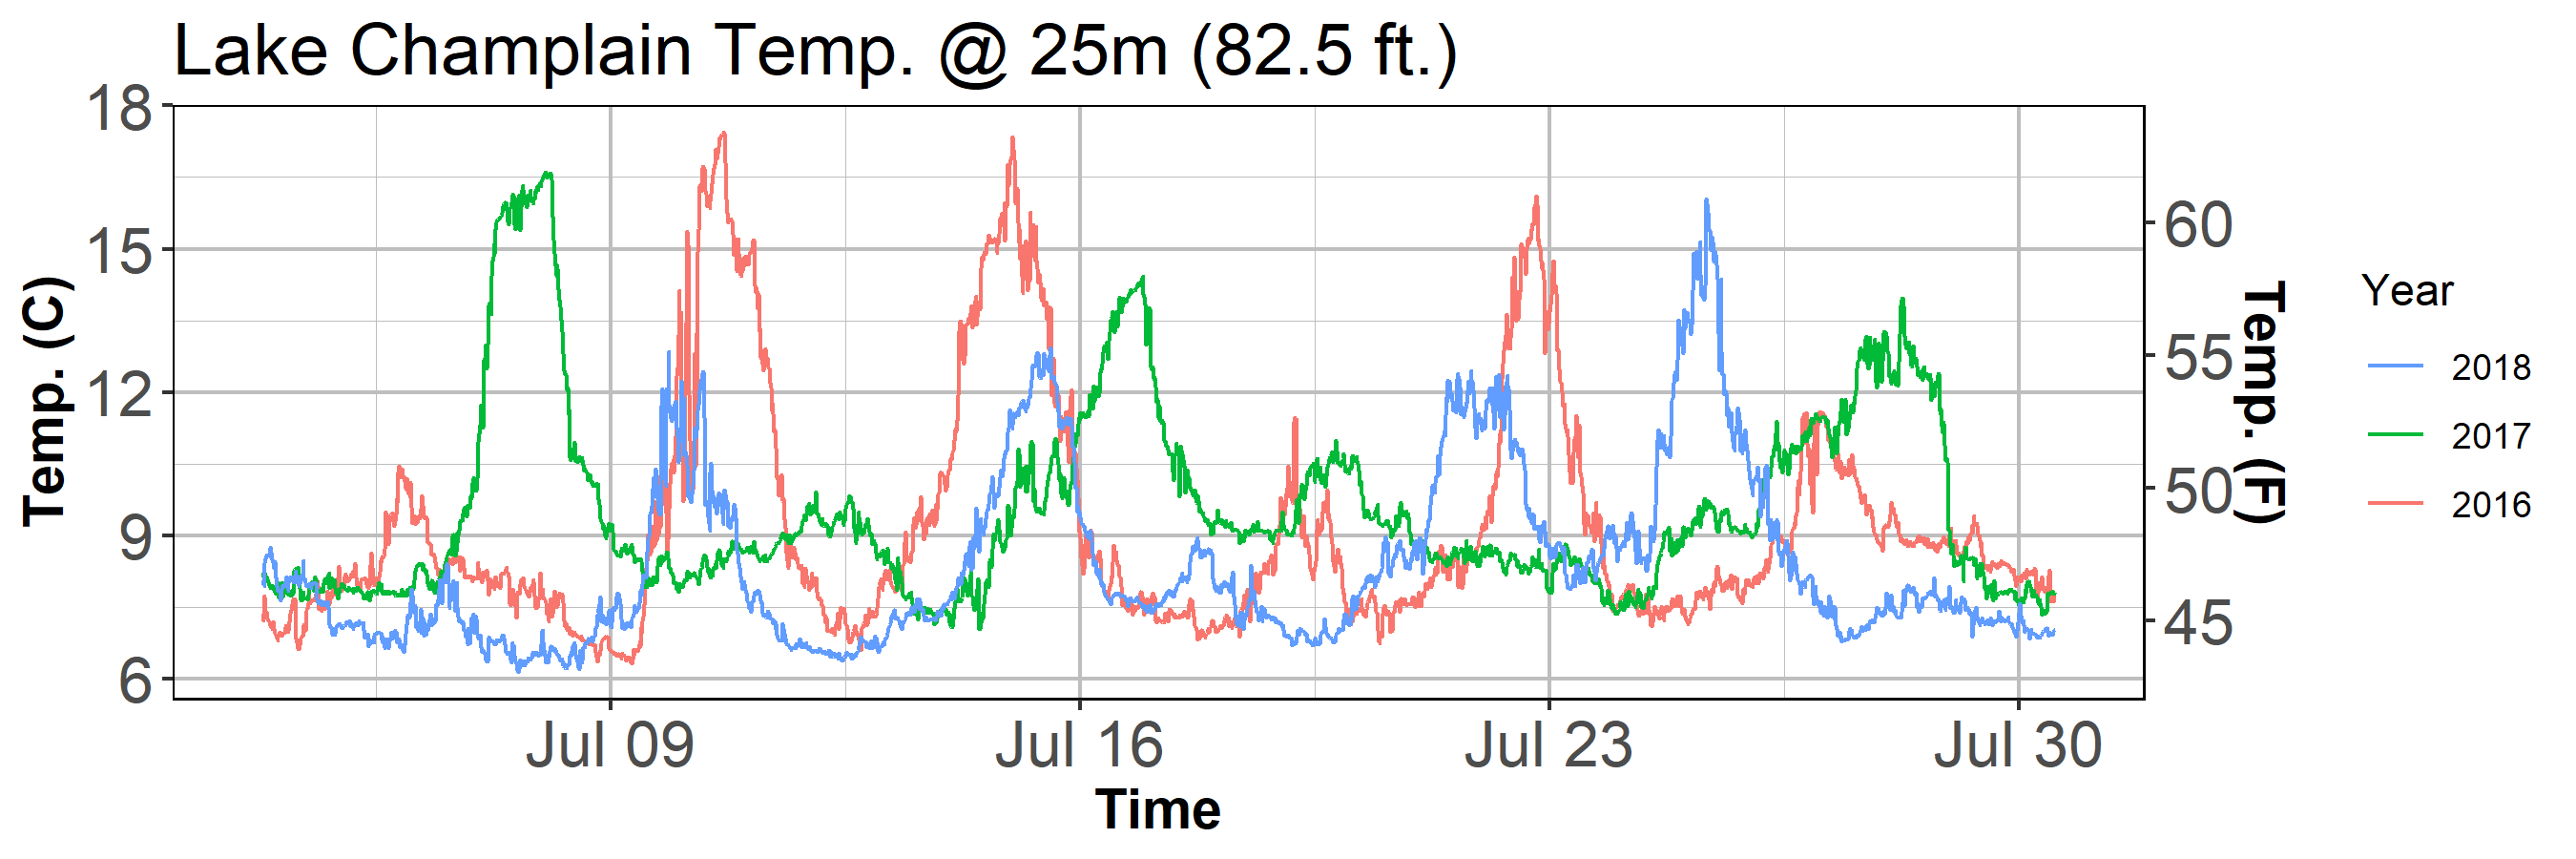 Lake Champlain Temp. @ 25m (82.5 ft.)
Temp. (C)
18
15
12
9
6
Jul 09
Jul 16
Jul 23
Jul 30
Time
60
55
50
45
Temp. (F)
Year
2018
2017
2016